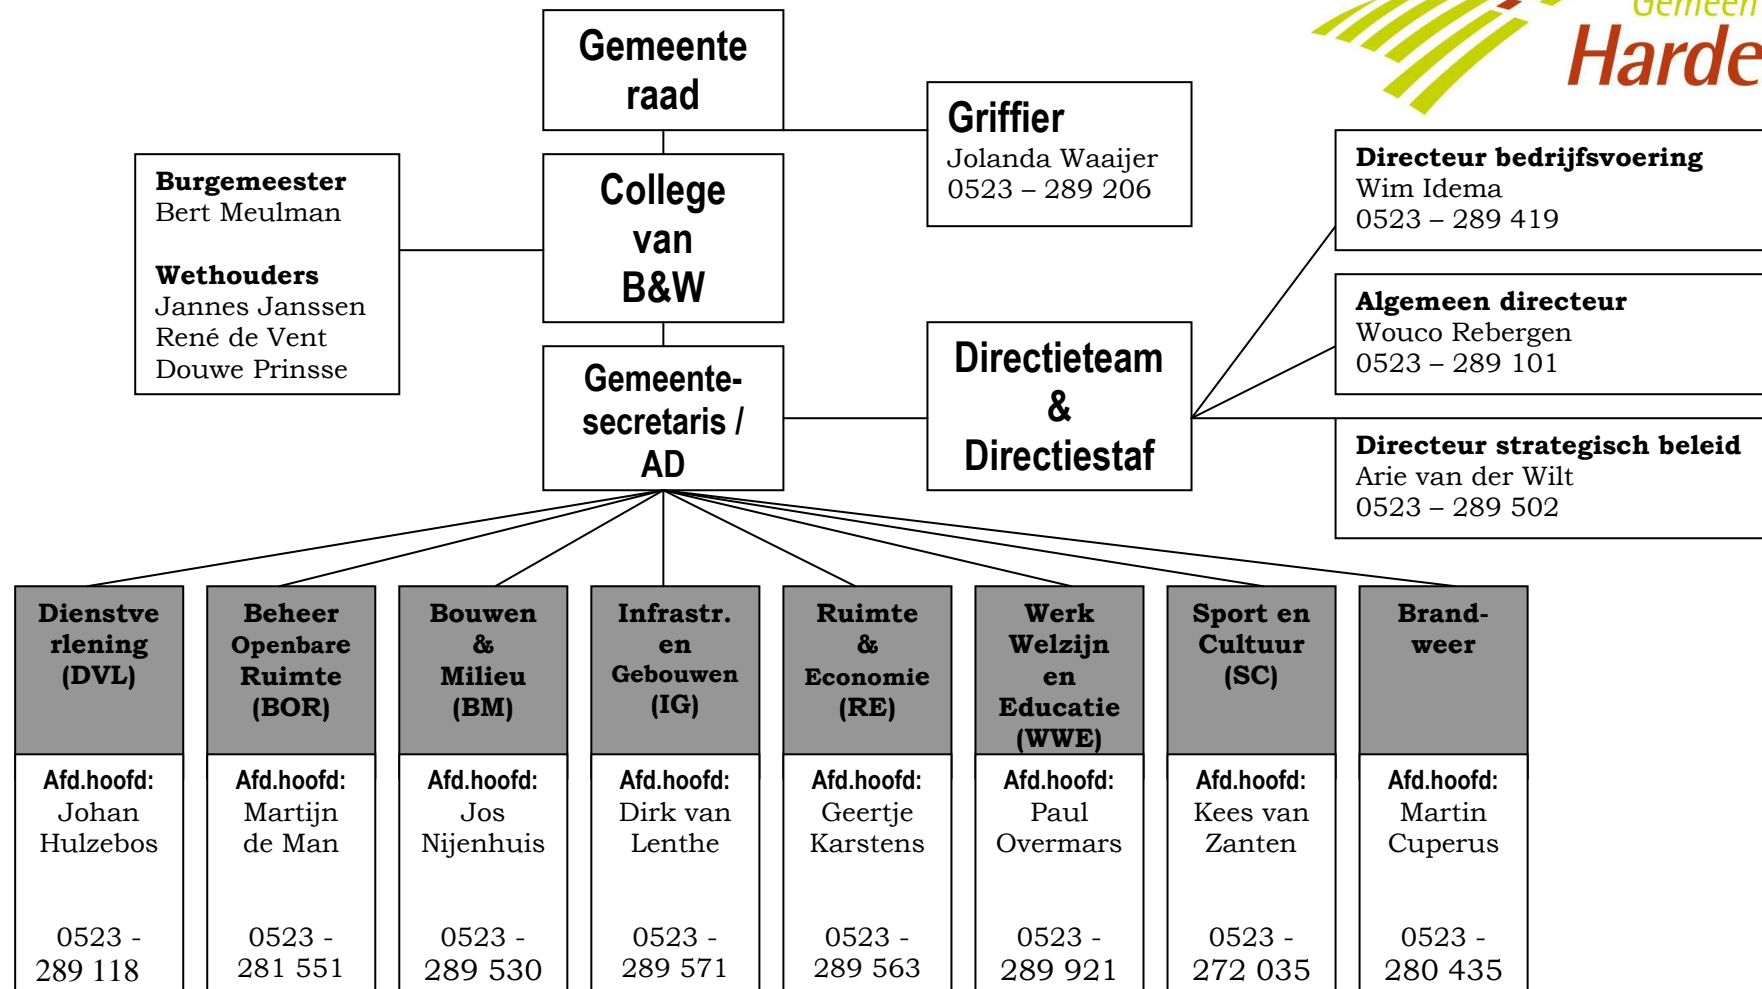 Gemeente
raad
Griffier
Jolanda Waaijer
0523 – 289 206
Burgemeester
Bert Meulman
Wethouders
Jannes Janssen
René de Vent
Douwe Prinsse
College
van
B&W
Directeur bedrijfsvoering
Wim Idema
0523 – 289 419
Algemeen directeur
Wouco Rebergen
0523 – 289 101
Directeur strategisch beleid
Arie van der Wilt
0523 – 289 502
Gemeente-
secretaris /
AD
Directieteam
&
Directiestaf
Dienstve
rlening
(DVL)
Afd.hoofd:
Johan
Hulzebos
0523 -
289 118
Beheer
Openbare
Ruimte
(BOR)
Afd.hoofd:
Martijn
de Man
0523 -
281 551
Bouwen
&
Milieu
(BM)
Afd.hoofd:
Jos
Nijenhuis
0523 -
289 530
Infrastr.
en
Gebouwen
(IG)
Afd.hoofd:
Dirk van
Lenthe
0523 -
289 571
Ruimte
&
Economie
(RE)
Afd.hoofd:
Geertje
Karstens
0523 -
289 563
Werk
Welzijn
en
Educatie
(WWE)
Afd.hoofd:
Paul
Overmars
0523 -
289 921
Sport en
Cultuur
(SC)
Afd.hoofd:
Kees van
Zanten
0523 -
272 035
Brand-
weer
Afd.hoofd:
Martin
Cuperus
0523 -
280 435
Gemeen
Harde